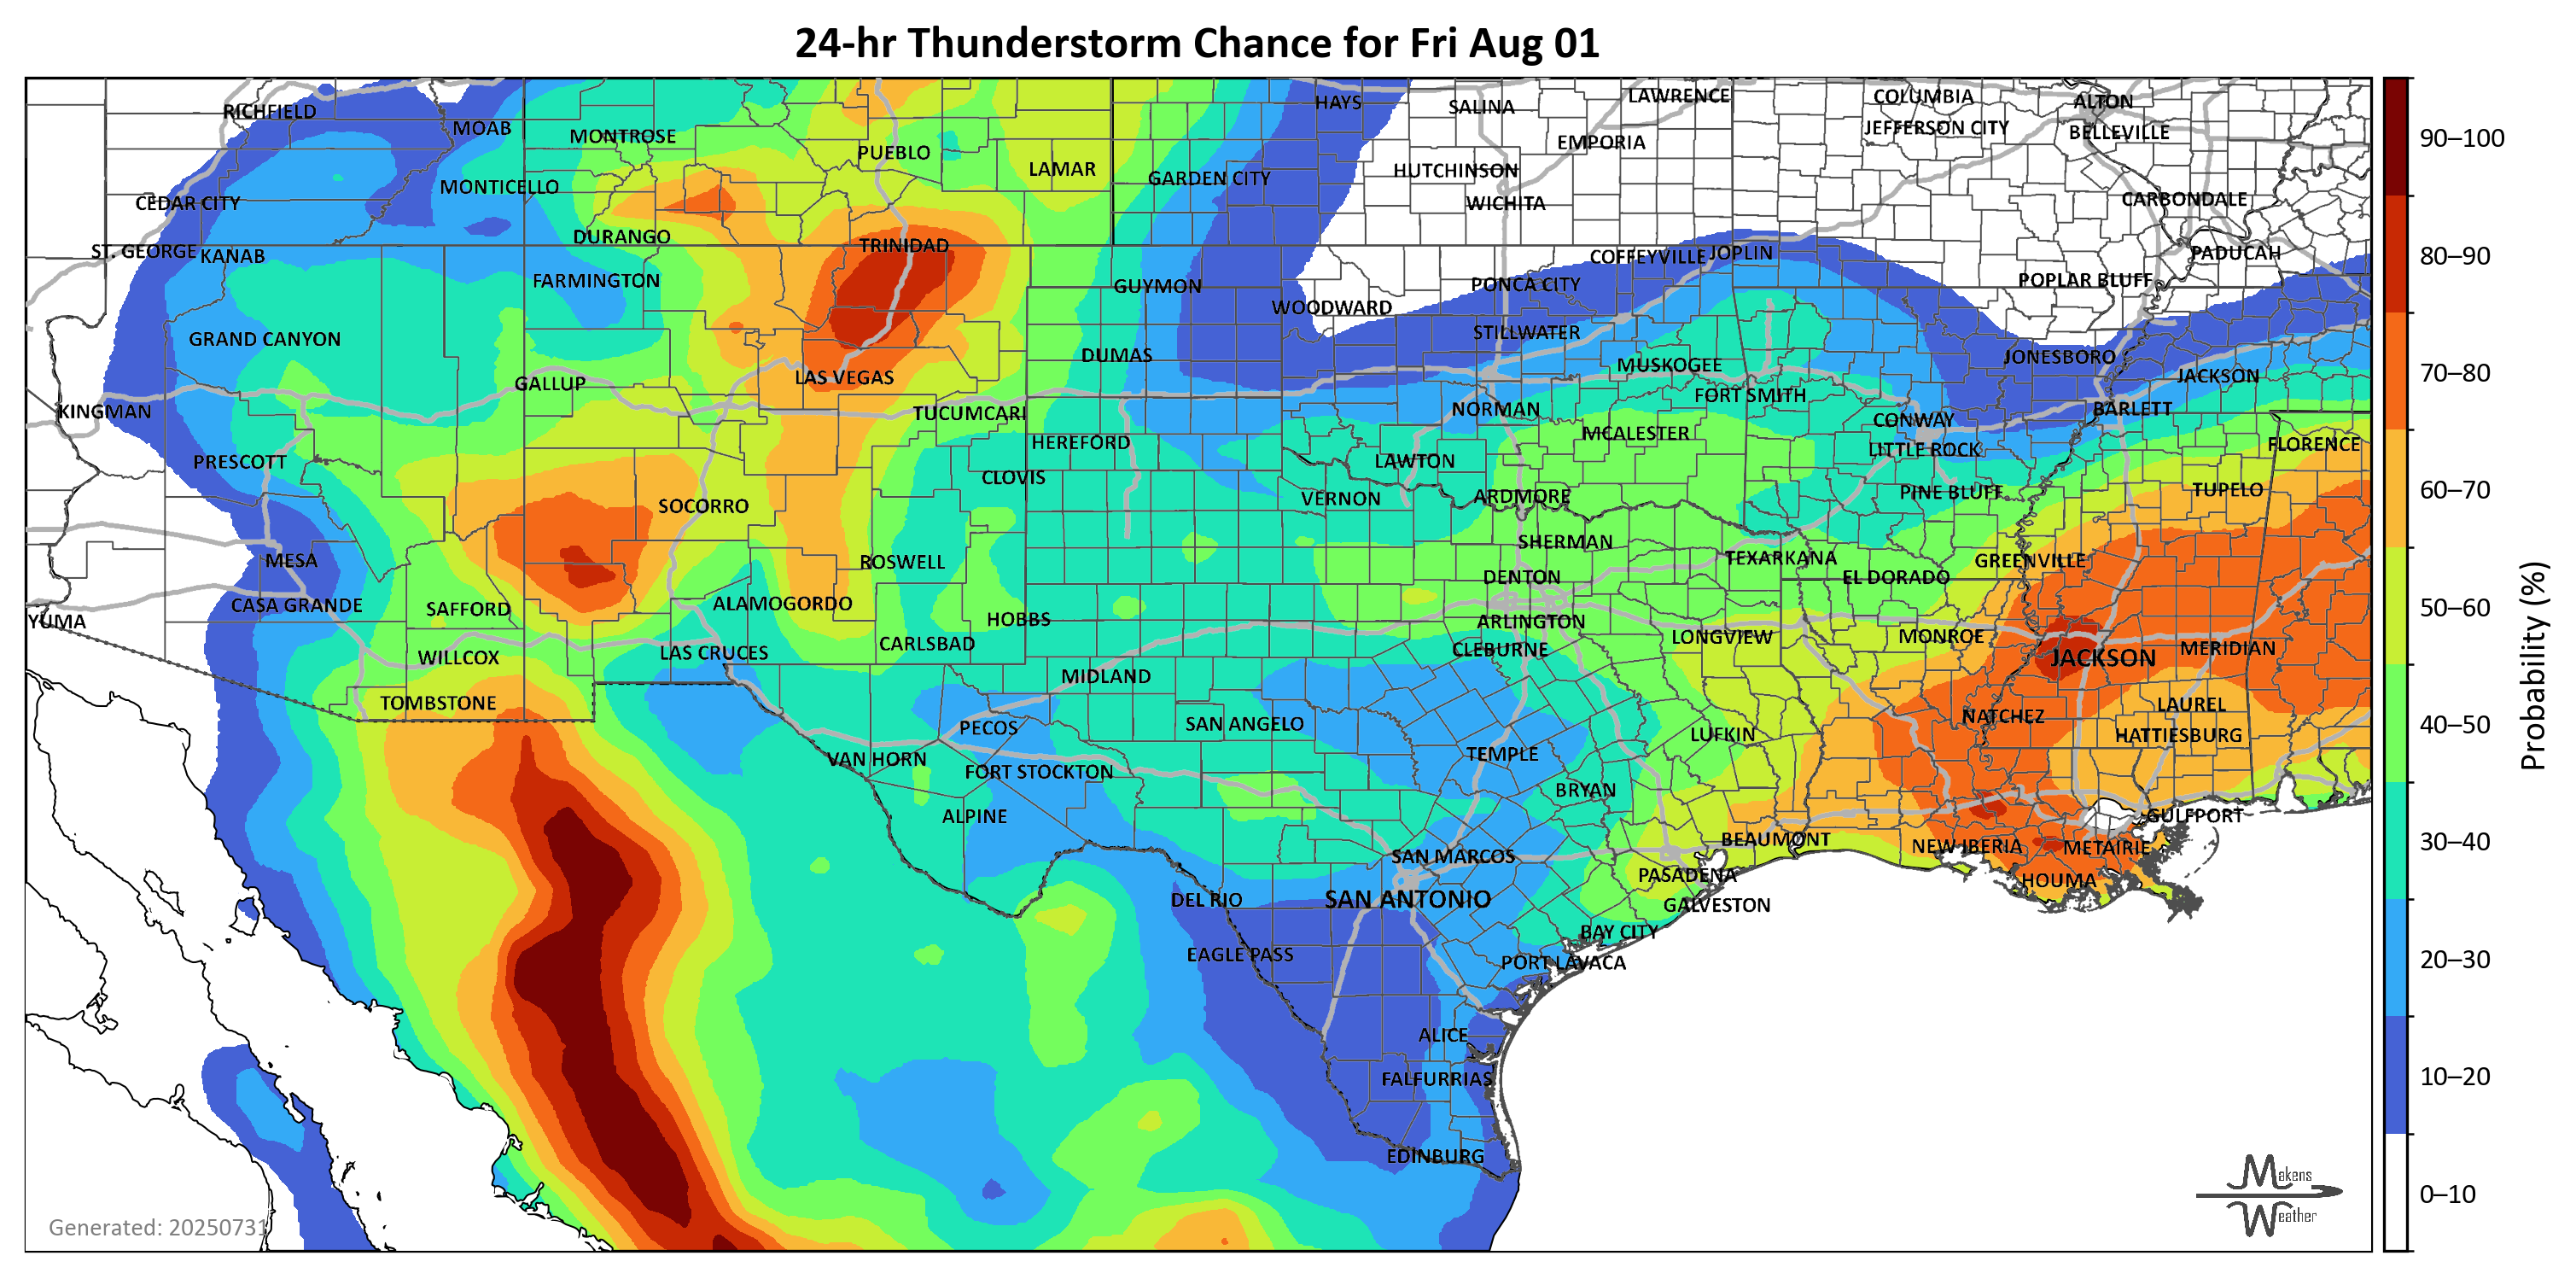 24-hr Thunderstorm Chance for Fri Aug 01
RICHFIELD
MOAB
MONTROSE
PUEBLO
LAMAR
HAYS
SALINA
LAWRENCE
COLUMBIA
ALTON
EMPORIA
JEFFERSON CITY
BELLEVILLE
90–100
MONTICELLO
GARDEN CITY
HUTCHINSON
CEDAR CITY
WICHITA
CARBONDALE
DURANGO
TRINIDAD
ST. GEORGE
KANAB
COFFEYVILLE
JOPLIN
PADUCAH
80–90
FARMINGTON
GUYMON
PONCA CITY
POPLAR BLUFF
WOODWARD
GRAND CANYON
STILLWATER
DUMAS
MUSKOGEE
JONESBORO
70–80
GALLUP
LAS VEGAS
JACKSON
FORT SMITH
KINGMAN
TUCUMCARI
NORMAN
CONWAY
BARLETT
HEREFORD
MCALESTER
LITTLE ROCK
FLORENCE
PRESCOTT
CLOVIS
LAWTON
60–70
SOCORRO
VERNON
ARDMORE
PINE BLUFF
TUPELO
MESA
ROSWELL
SHERMAN
TEXARKANA
GREENVILLE
CASA GRANDE
SAFFORD
ALAMOGORDO
DENTON
EL DORADO
50–60
YUMA
HOBBS
ARLINGTON
WILLCOX
LAS CRUCES
CARLSBAD
CLEBURNE
LONGVIEW
MONROE
JACKSON
MERIDIAN
TOMBSTONE
MIDLAND
LAUREL
PECOS
SAN ANGELO
NATCHEZ
HATTIESBURG
40–50
VAN HORN
FORT STOCKTON
TEMPLE
LUFKIN
ALPINE
BRYAN
GULFPORT
SAN MARCOS
BEAUMONT
NEW IBERIA
METAIRIE
30–40
DEL RIO
SAN ANTONIO
PASADENA
HOUMA
GALVESTON
EAGLE PASS
BAY CITY
PORT LAVACA
20–30
ALICE
FALFURRIAS
10–20
EDINBURG
0–10
Probability (%)
Makens
Weather
Generated: 20250731